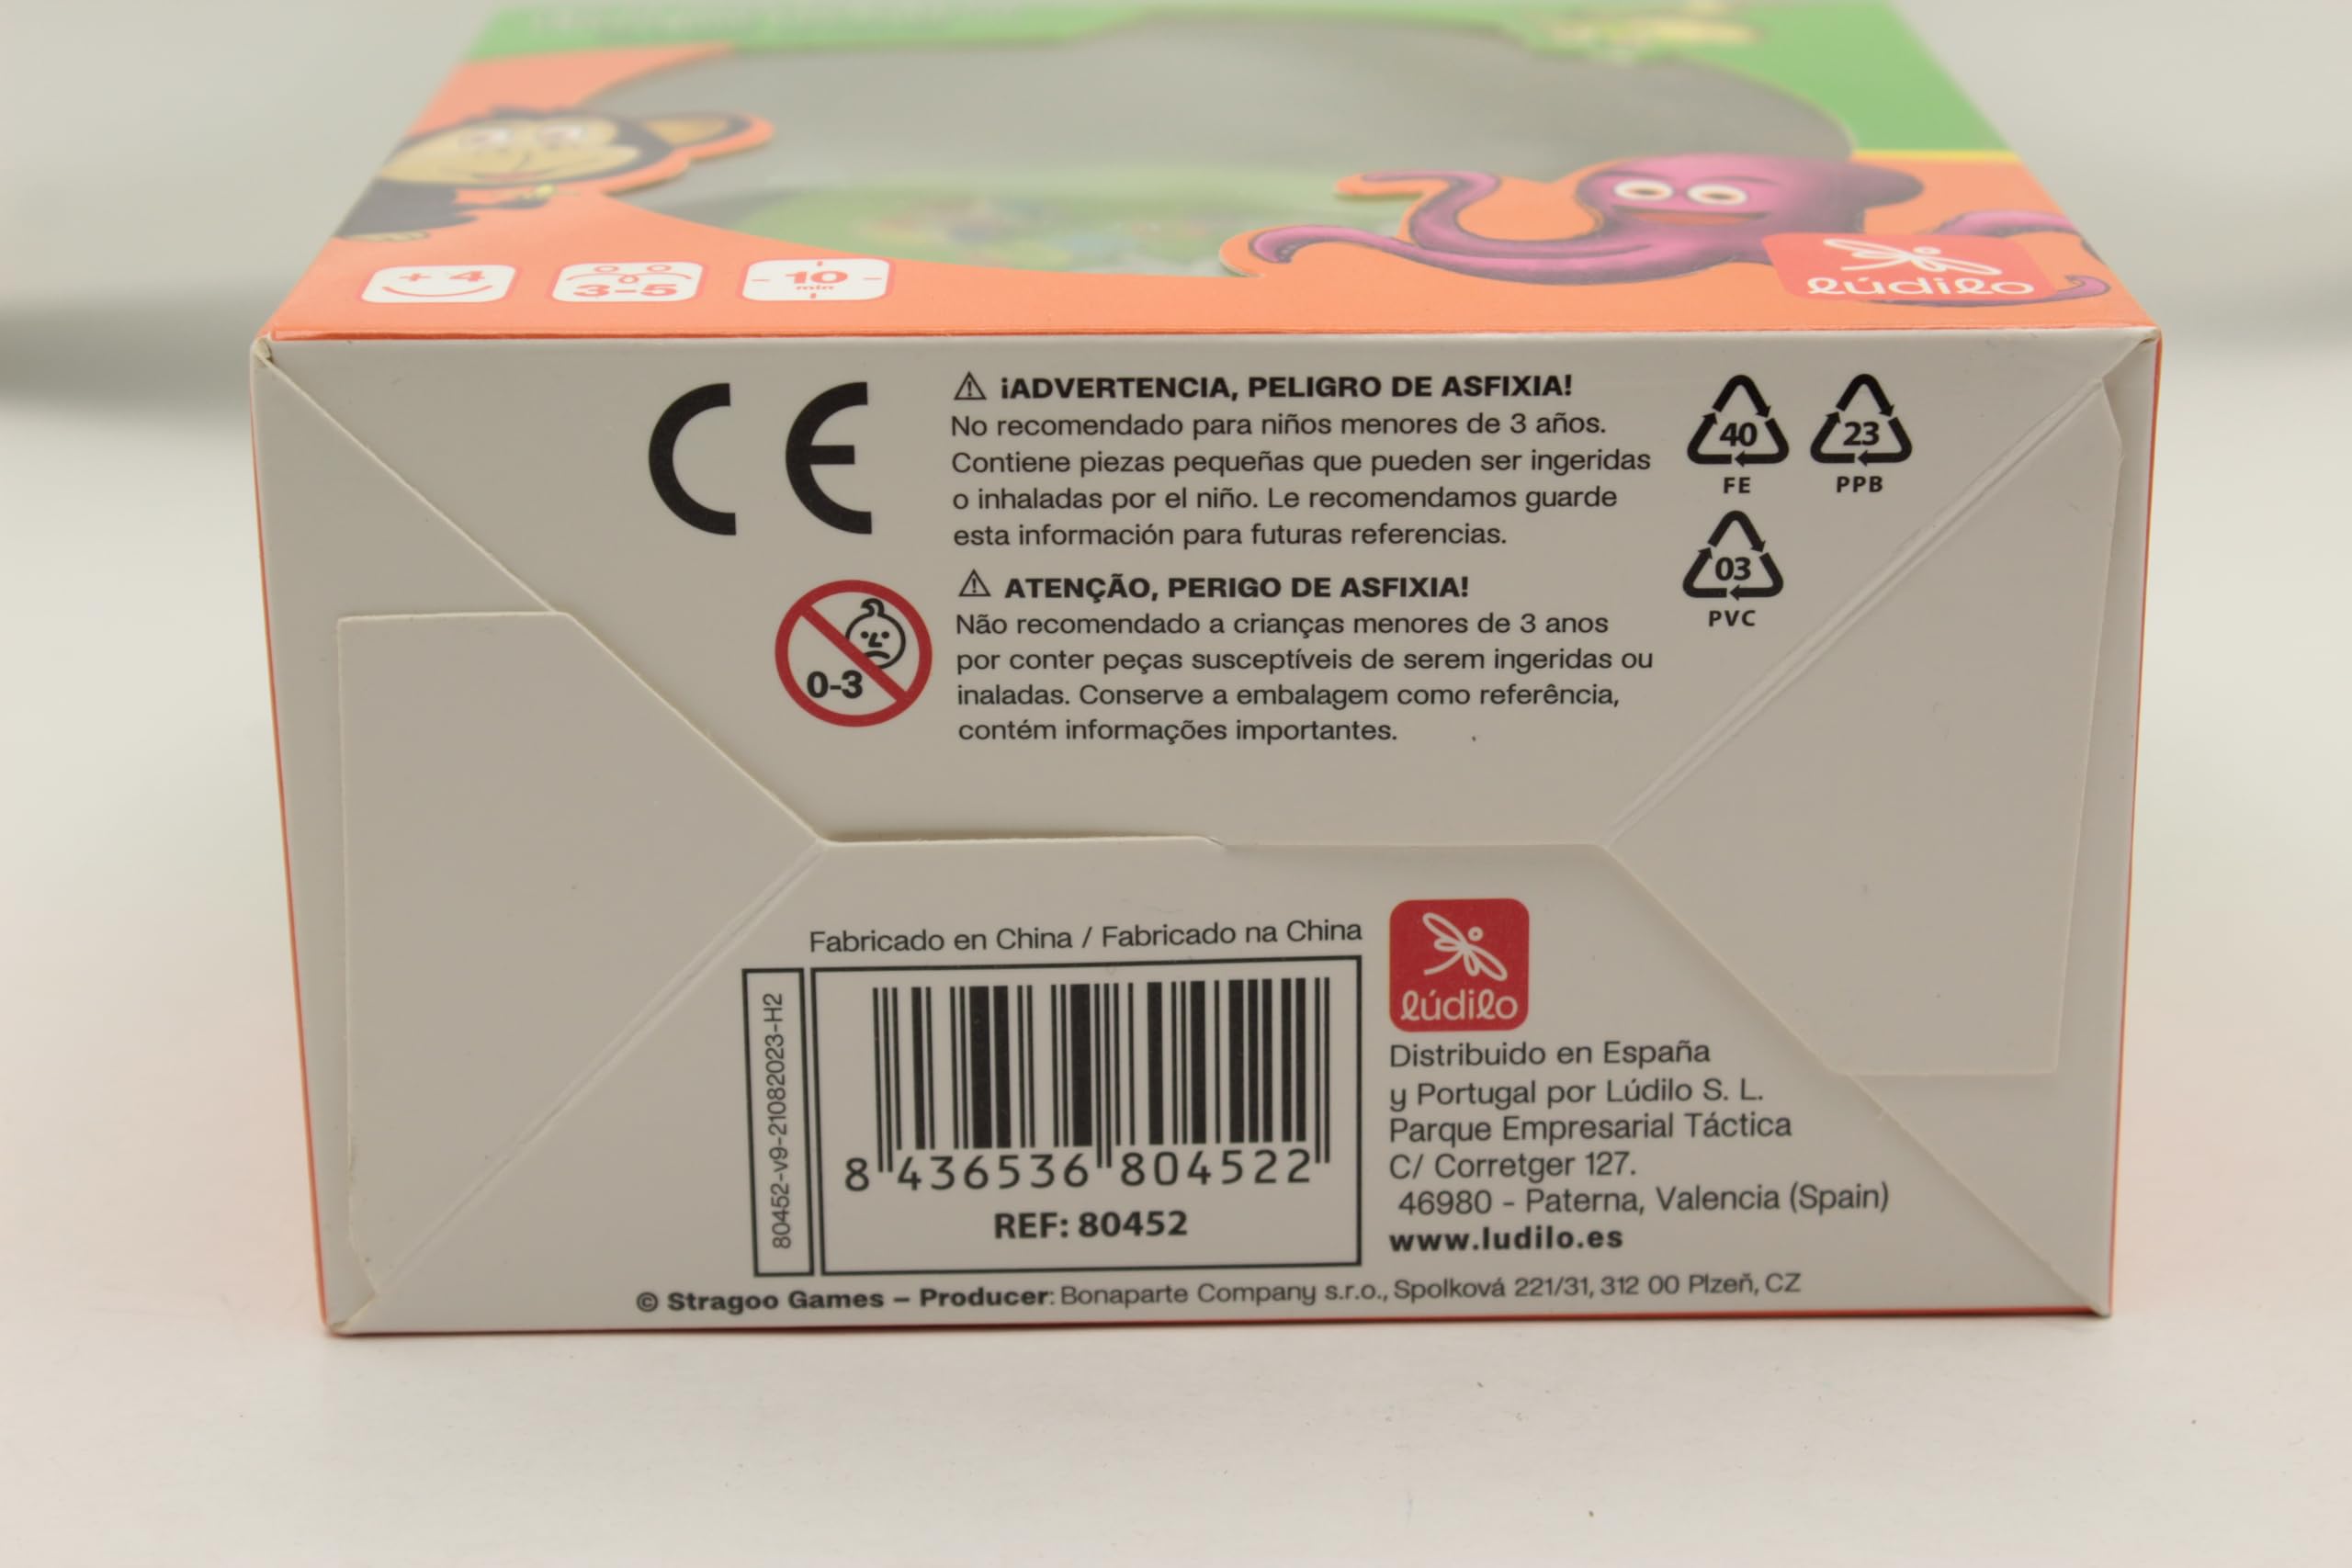 + 4
3-5
10
min
lúdilo
CE
⚠ ¡ADVERTENCIA, PELIGRO DE ASFIXIA!
No recomendado para niños menores de 3 años.
Contiene piezas pequeñas que pueden ser ingeridas
o inhaladas por el niño. Le recomendamos guarde
esta información para futuras referencias.
40
FE
23
PPB
03
PVC
0-3
⚠ ATENÇÃO, PERIGO DE ASFIXIA!
Não recomendado a crianças menores de 3 anos
por conter peças susceptíveis de serem ingeridas ou
inaladas. Conserve a embalagem como referência,
contém informações importantes.
Fabricado en China / Fabricado na China
80452-v9-21082023-H2
8 436536 804522
REF: 80452
lúdilo
Distribuido en España
y Portugal por Lúdilo S. L.
Parque Empresarial Táctica
C/ Corretger 127.
46980 - Paterna, Valencia (Spain)
www.ludilo.es
© Stragoo Games – Producer: Bonaparte Company s.r.o., Spolková 221/31, 312 00 Plzeň, CZ